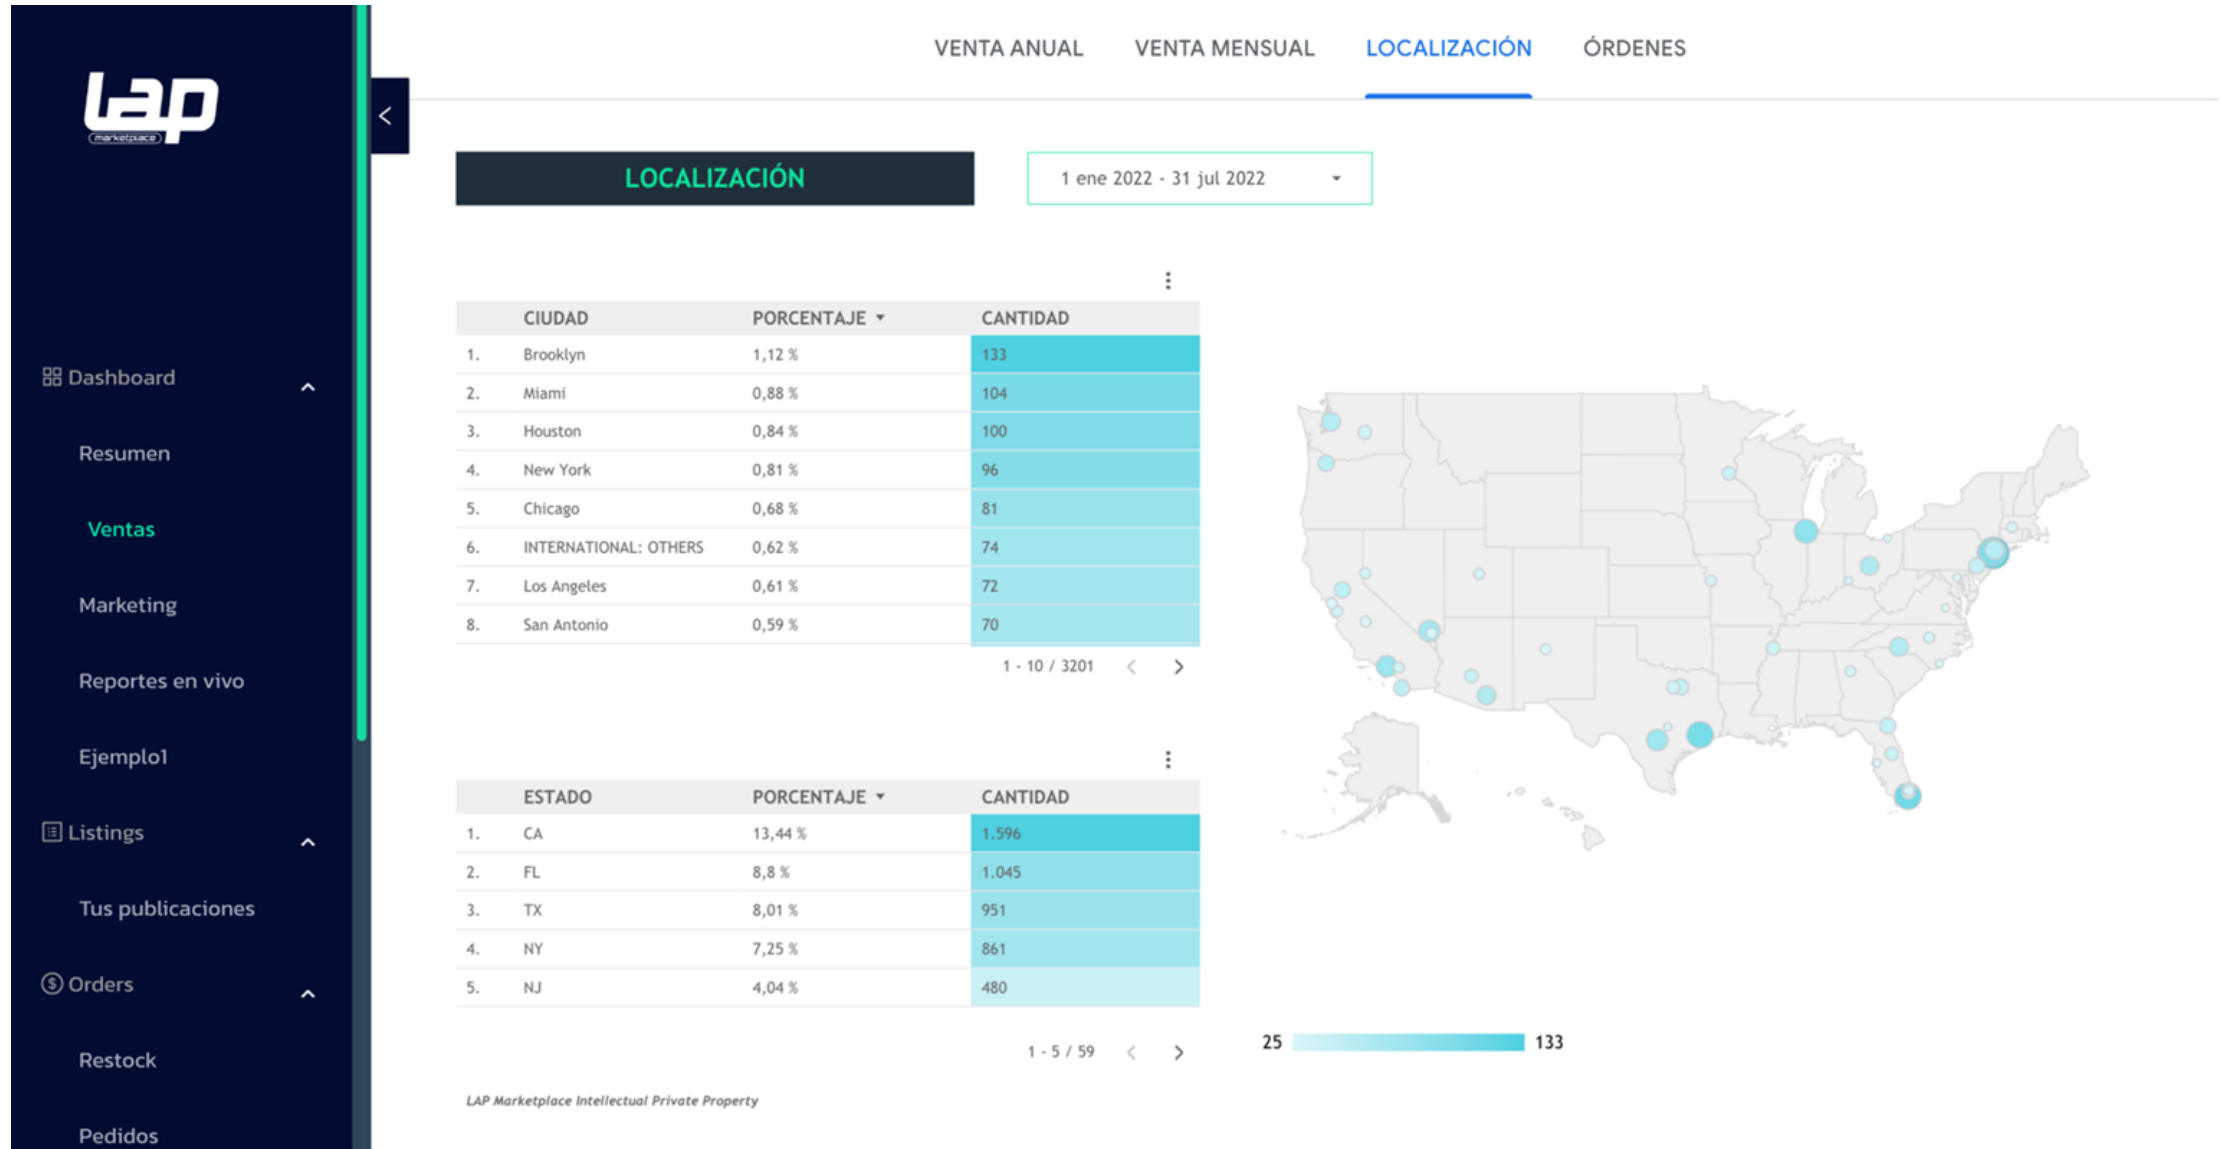 VENTA ANUAL VENTA MENSUAL LOCALIZACIÓN ÓRDENES
Lap
(marketplace)
<
LOCALIZACIÓN
1 ene 2022 - 31 jul 2022
Dashboard
Resumen
Ventas
Marketing
Reportes en vivo
Ejemplo1
Listings
Tus publicaciones
Orders
Restock
Pedidos
CIUDAD PORCENTAJE CANTIDAD
1. Brooklyn 1,12 % 133
2. Miami 0,88 % 104
3. Houston 0,84 % 100
4. New York 0,81 % 96
5. Chicago 0,68 % 81
6. INTERNATIONAL: OTHERS 0,62 % 74
7. Los Angeles 0,61 % 72
8. San Antonio 0,59 % 70
1 - 10 / 3201 < >
ESTADO PORCENTAJE CANTIDAD
1. CA 13,44 % 1.596
2. FL 8,8 % 1.045
3. TX 8,01 % 951
4. NY 7,25 % 861
5. NJ 4,04 % 480
1 - 5 / 59 < >
25 133
LAP Marketplace Intellectual Private Property